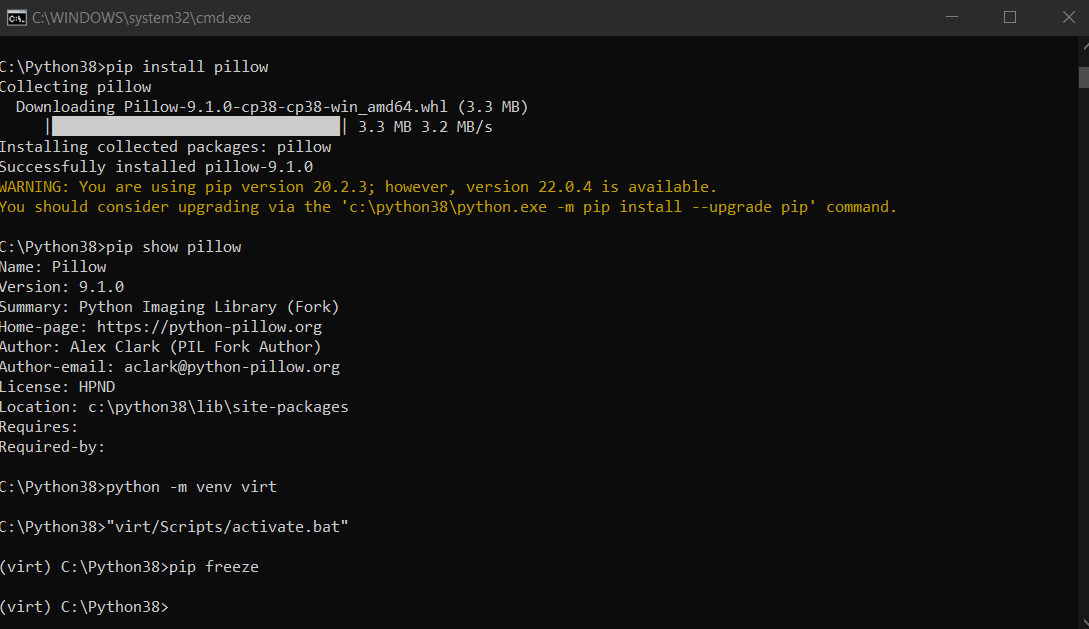 C:\WINDOWS\system32\cmd.exe
C:\Python38>pip install pillow
Collecting pillow
  Downloading Pillow-9.1.0-cp38-cp38-win_amd64.whl (3.3 MB)
     |████████████████████████████████| 3.3 MB 3.2 MB/s
Installing collected packages: pillow
Successfully installed pillow-9.1.0
WARNING: You are using pip version 20.2.3; however, version 22.0.4 is available.
You should consider upgrading via the 'c:\python38\python.exe -m pip install --upgrade pip' command.
C:\Python38>pip show pillow
Name: Pillow
Version: 9.1.0
Summary: Python Imaging Library (Fork)
Home-page: https://python-pillow.org
Author: Alex Clark (PIL Fork Author)
Author-email: aclark@python-pillow.org
License: HPND
Location: c:\python38\lib\site-packages
Requires:
Required-by:
C:\Python38>python -m venv virt
C:\Python38>"virt/Scripts/activate.bat"
(virt) C:\Python38>pip freeze
(virt) C:\Python38>